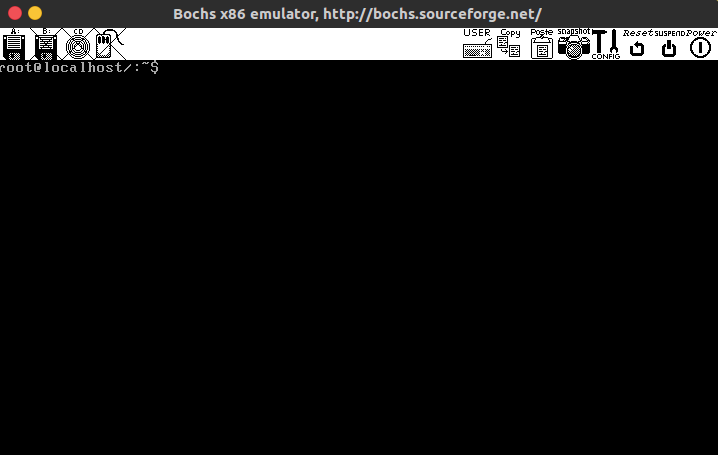 Bochs x86 emulator, http://bochs.sourceforge.net/
A: B: CD USER Copy Paste snapshot CONFIG Reset SUSPEND Power
root@localhost/:~$